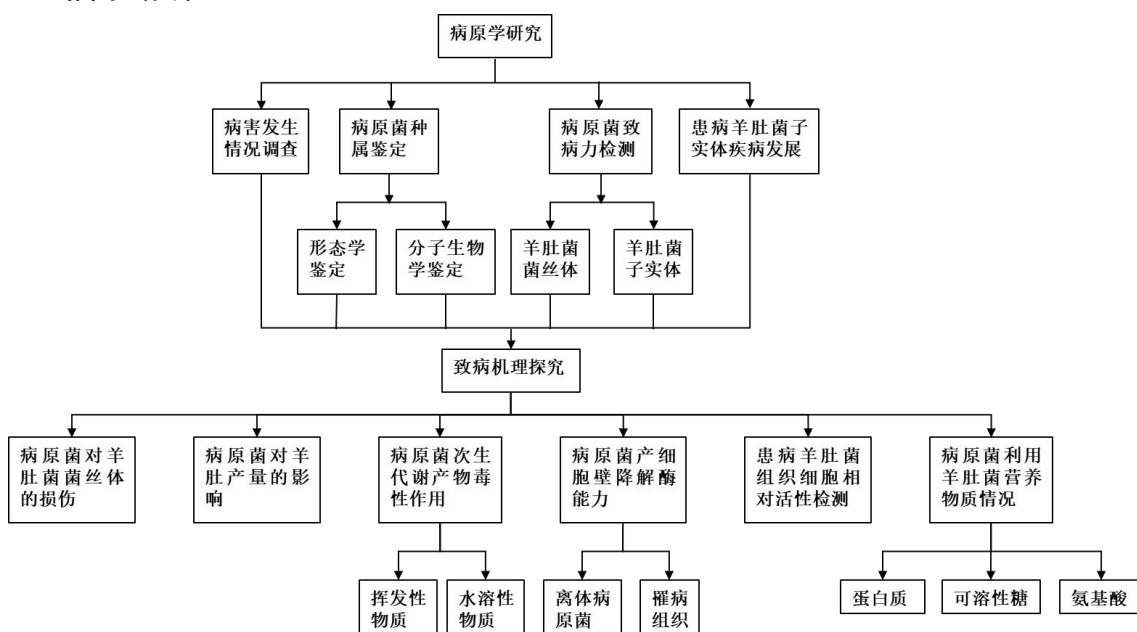 病原学研究
病害发生
情况调查
病原菌种
属鉴定
病原菌致
病力检测
患病羊肚菌子
实体疾病发展
形态学
鉴定
分子生物
学鉴定
羊肚菌
菌丝体
羊肚菌
子实体
致病机理探究
病原菌对羊
肚菌菌丝体
的损伤
病原菌对羊
肚产量的影
响
病原菌次生
代谢产物毒
性作用
病原菌产细
胞壁降解酶
能力
患病羊肚菌
组织细胞相
对活性检测
病原菌利用
羊肚菌营养
物质情况
挥发性
物质
水溶性
物质
离体病
原菌
罹病
组织
蛋白质
可溶性糖
氨基酸